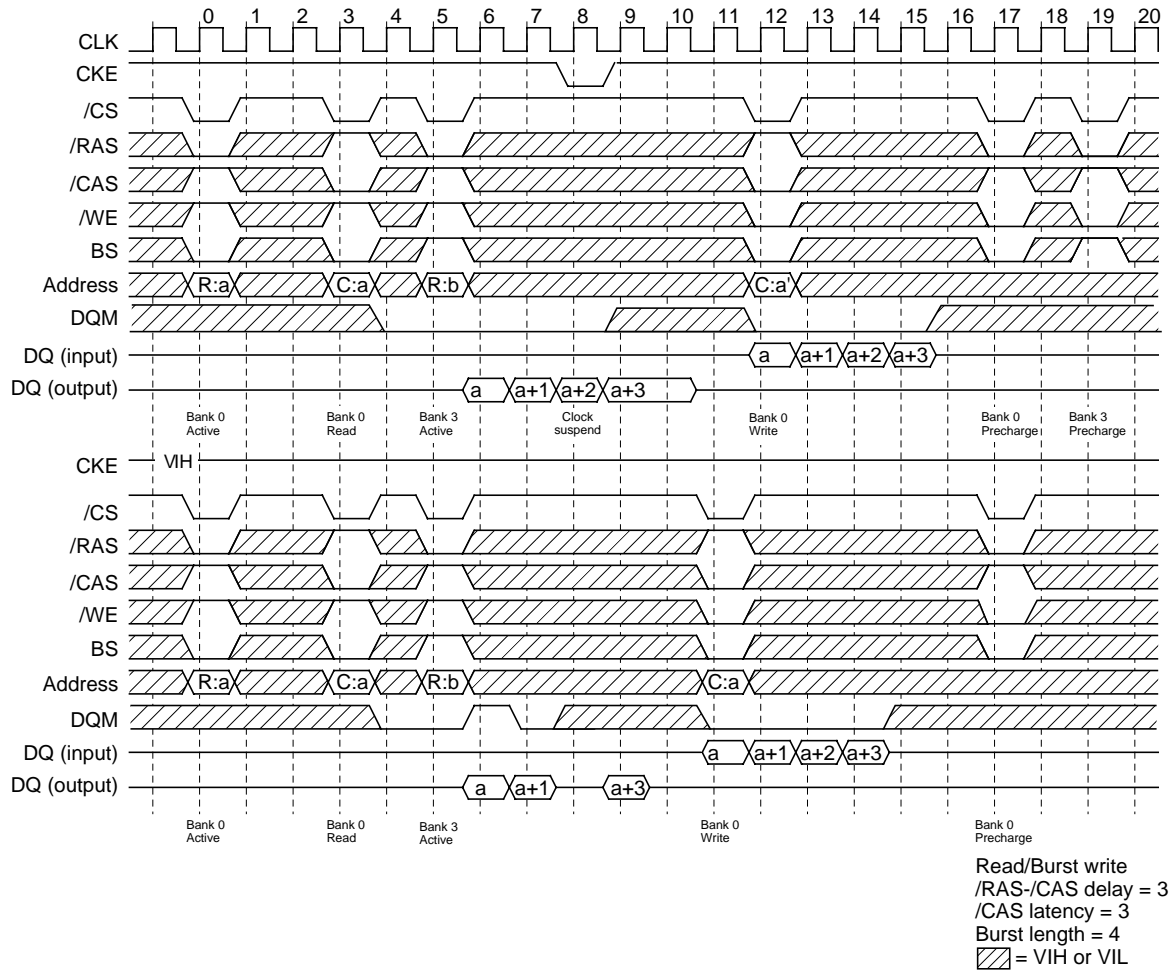 0 1 2 3 4 5 6 7 8 9 10 11 12 13 14 15 16 17 18 19 20
CLK
CKE
/CS
/RAS
/CAS
/WE
BS
Address R:a C:a R:b C:a'
DQM
DQ (input) a a+1 a+2 a+3
DQ (output) a a+1 a+2 a+3
Bank 0 Bank 0 Bank 3 Clock Bank 0 Bank 0 Bank 3
Active Read Active suspend Write Precharge Precharge
CKE VIH
/CS
/RAS
/CAS
/WE
BS
Address R:a C:a R:b C:a
DQM
DQ (input) a a+1 a+2 a+3
DQ (output) a a+1 a+3
Bank 0 Bank 0 Bank 3 Bank 0 Bank 0
Active Read Active Write Precharge
Read/Burst write
/RAS-/CAS delay = 3
/CAS latency = 3
Burst length = 4
= VIH or VIL